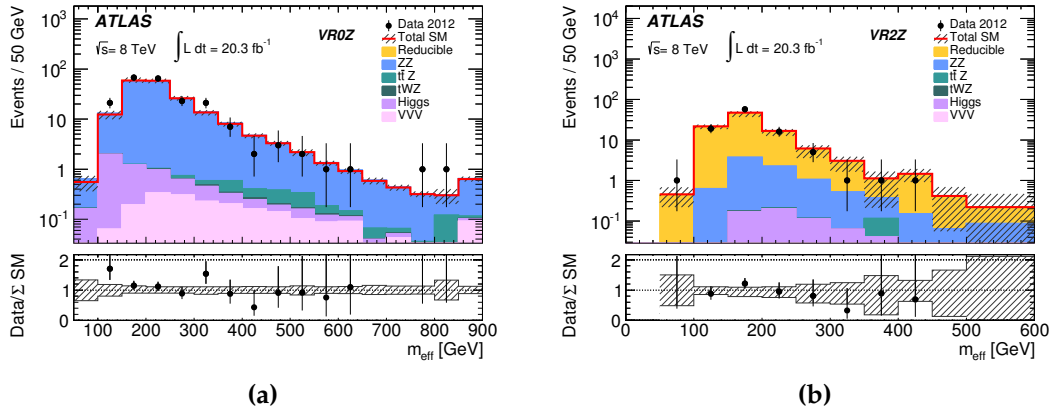 ATLAS
VR0Z
√s= 8 TeV ∫ L dt = 20.3 fb⁻¹
Data 2012
Total SM
Reducible
ZZ
tt̄ Z
tWZ
Higgs
VVV
Events / 50 GeV
10³
10²
10
1
10⁻¹
Data/Σ SM
2
1
0
100 200 300 400 500 600 700 800 900
m_eff [GeV]
(a)
ATLAS
VR2Z
√s= 8 TeV ∫ L dt = 20.3 fb⁻¹
Data 2012
Total SM
Reducible
ZZ
tt̄ Z
tWZ
Higgs
VVV
Events / 50 GeV
10⁴
10³
10²
10
1
10⁻¹
Data/Σ SM
2
1
0
0 100 200 300 400 500 600
m_eff [GeV]
(b)